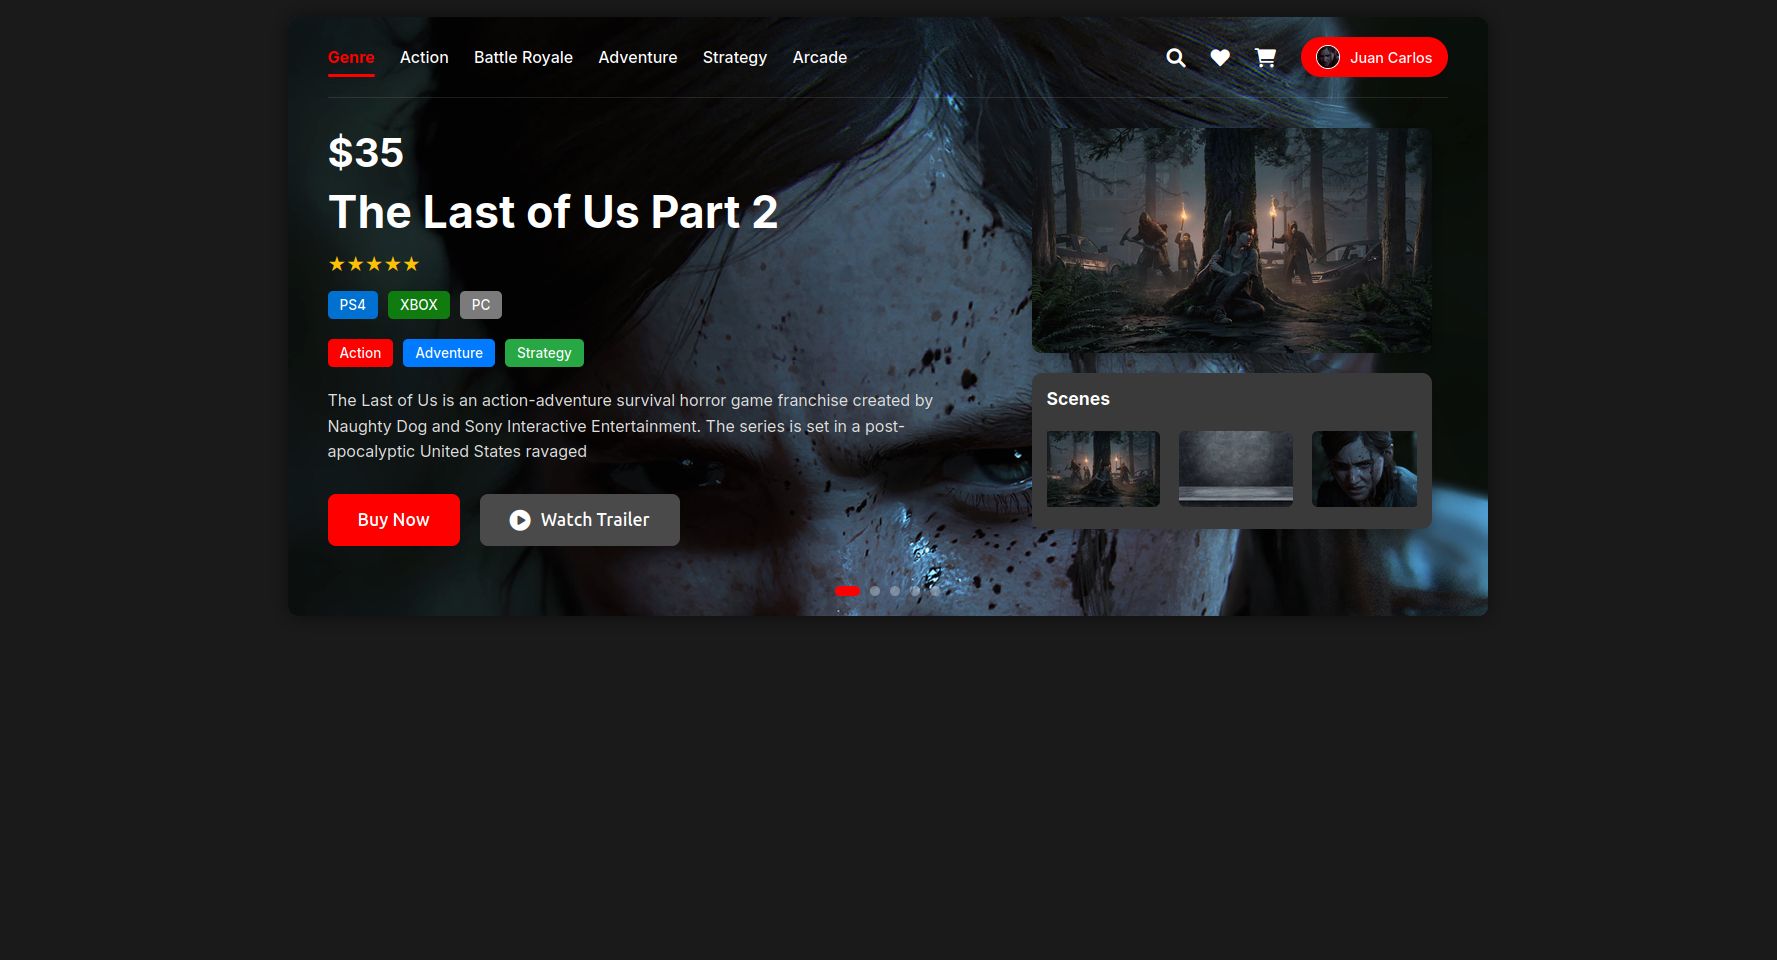 Genre Action Battle Royale Adventure Strategy Arcade Juan Carlos
$35
The Last of Us Part 2
★★★★★
PS4 XBOX PC
Action Adventure Strategy
The Last of Us is an action-adventure survival horror game franchise created by
Naughty Dog and Sony Interactive Entertainment. The series is set in a post-
apocalyptic United States ravaged
Buy Now Watch Trailer
Scenes